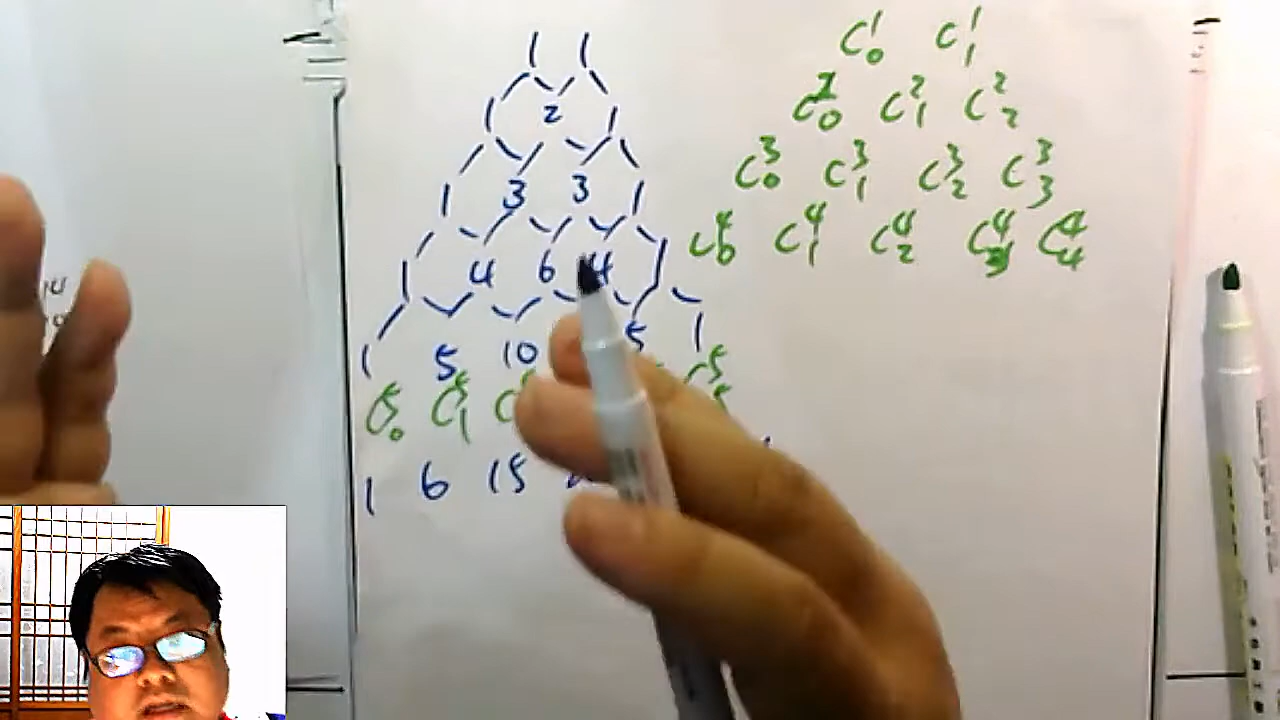 1 1
1 2 1
1 3 3 1
1 4 6 4 1
1 5 10 5 1
C⁵₀ C⁵₁ C
1 6 15
C¹₀ C¹₁
C²₀ C²₁ C²₂
C³₀ C³₁ C³₂ C³₃
C⁴₀ C⁴₁ C⁴₂ C⁴₃ C⁴₄